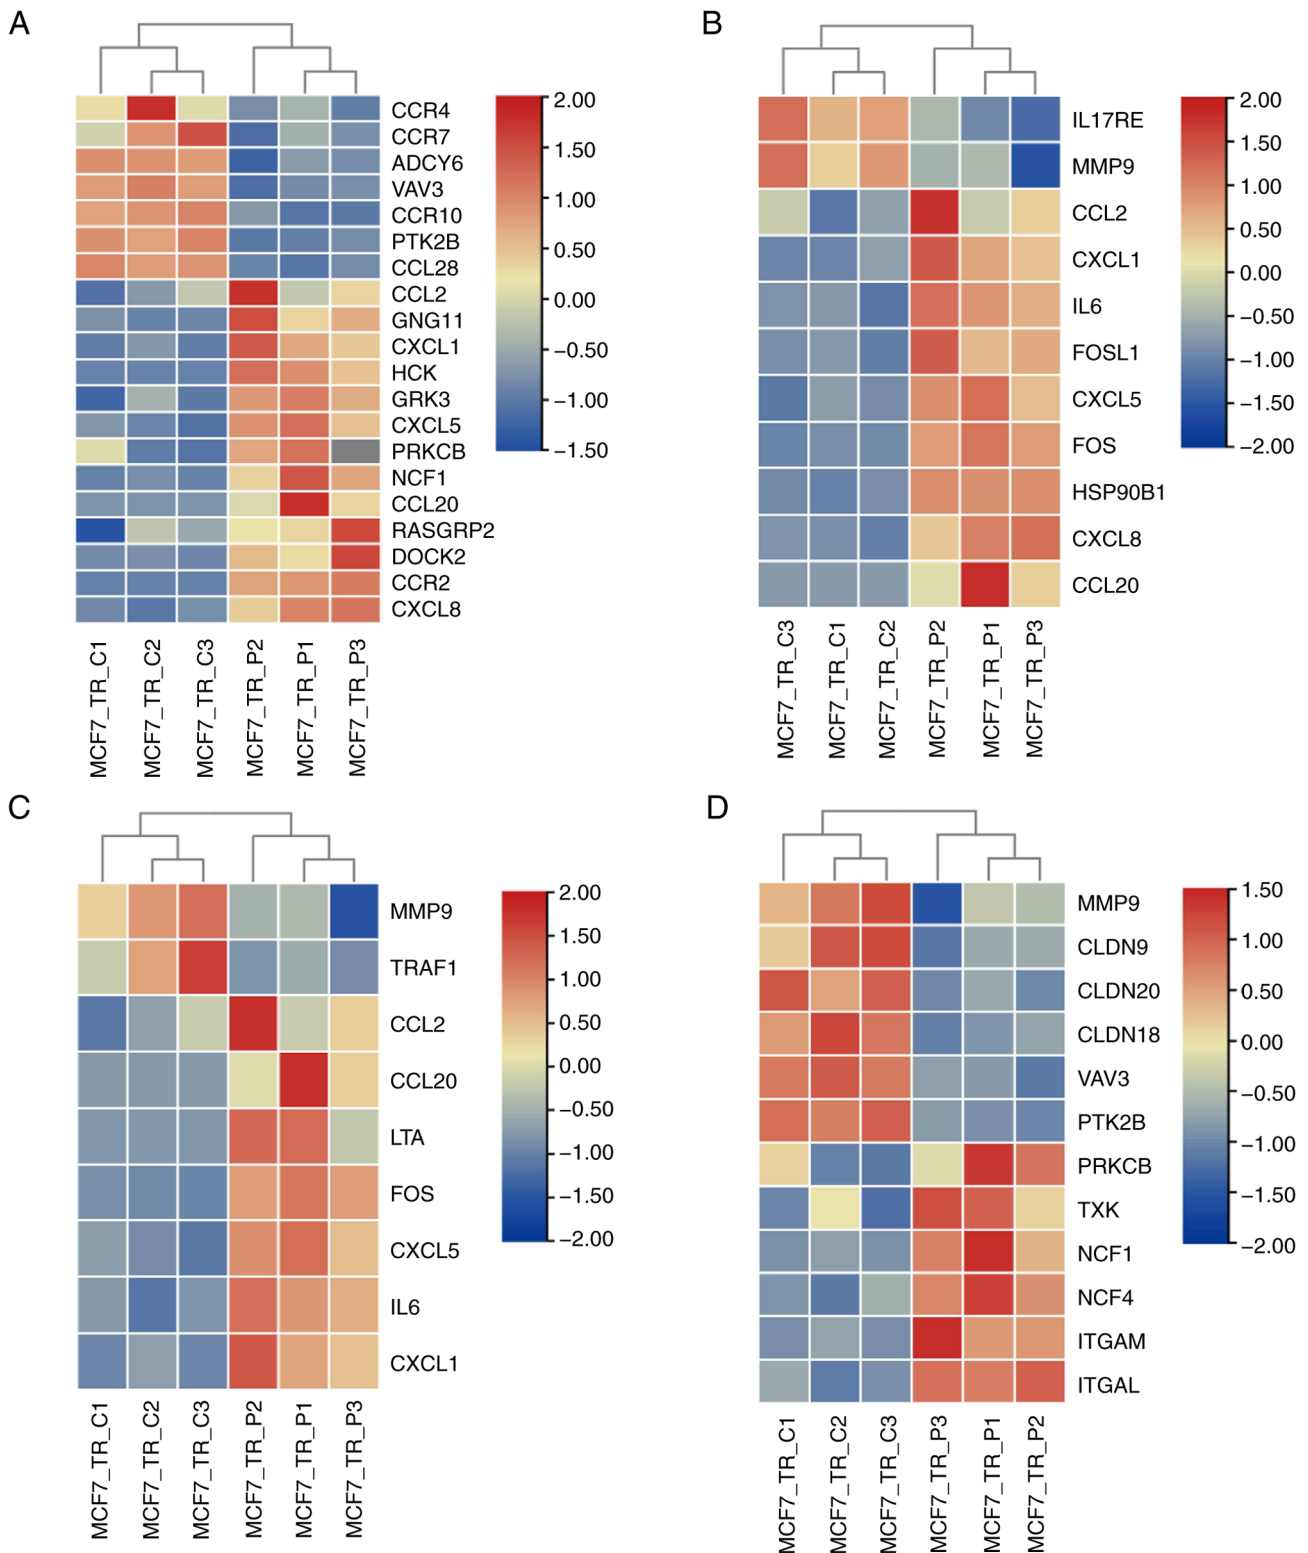 A
CCR4
CCR7
ADCY6
VAV3
CCR10
PTK2B
CCL28
CCL2
GNG11
CXCL1
HCK
GRK3
CXCL5
PRKCB
NCF1
CCL20
RASGRP2
DOCK2
CCR2
CXCL8
2.00
1.50
1.00
0.50
0.00
−0.50
−1.00
−1.50
MCF7_TR_C1
MCF7_TR_C2
MCF7_TR_C3
MCF7_TR_P2
MCF7_TR_P1
MCF7_TR_P3
B
IL17RE
MMP9
CCL2
CXCL1
IL6
FOSL1
CXCL5
FOS
HSP90B1
CXCL8
CCL20
2.00
1.50
1.00
0.50
0.00
−0.50
−1.00
−1.50
−2.00
MCF7_TR_C3
MCF7_TR_C1
MCF7_TR_C2
MCF7_TR_P2
MCF7_TR_P1
MCF7_TR_P3
C
MMP9
TRAF1
CCL2
CCL20
LTA
FOS
CXCL5
IL6
CXCL1
2.00
1.50
1.00
0.50
0.00
−0.50
−1.00
−1.50
−2.00
MCF7_TR_C1
MCF7_TR_C2
MCF7_TR_C3
MCF7_TR_P2
MCF7_TR_P1
MCF7_TR_P3
D
MMP9
CLDN9
CLDN20
CLDN18
VAV3
PTK2B
PRKCB
TXK
NCF1
NCF4
ITGAM
ITGAL
1.50
1.00
0.50
0.00
−0.50
−1.00
−1.50
−2.00
MCF7_TR_C1
MCF7_TR_C2
MCF7_TR_C3
MCF7_TR_P3
MCF7_TR_P1
MCF7_TR_P2